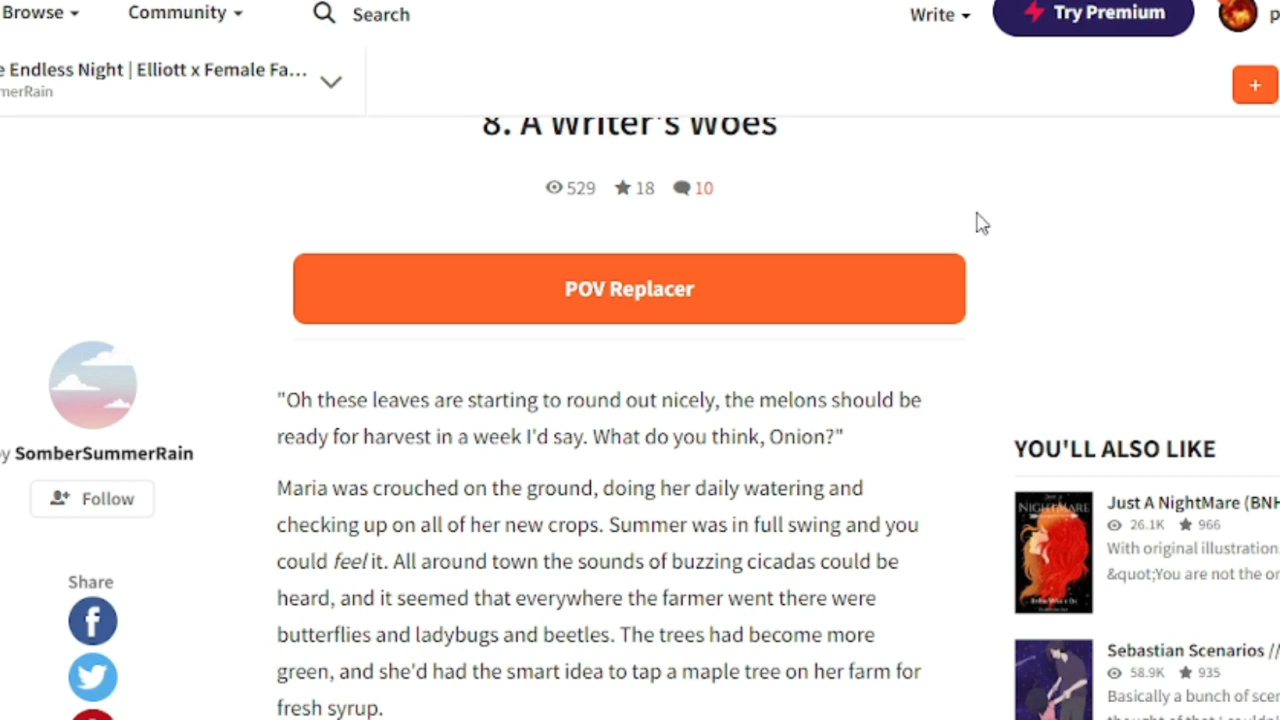 Browse
Community
Search
Write
Try Premium
p
e Endless Night | Elliott x Female Fa...
merRain
+
8. A Writer's Woes
529
18
10
POV Replacer
"Oh these leaves are starting to round out nicely, the melons should be
ready for harvest in a week I'd say. What do you think, Onion?"
Maria was crouched on the ground, doing her daily watering and
checking up on all of her new crops. Summer was in full swing and you
could feel it. All around town the sounds of buzzing cicadas could be
heard, and it seemed that everywhere the farmer went there were
butterflies and ladybugs and beetles. The trees had become more
green, and she'd had the smart idea to tap a maple tree on her farm for
fresh syrup.
y SomberSummerRain
Follow
Share
YOU'LL ALSO LIKE
NIGHTMARE
Just A NightMare (BNH
26.1K
966
With original illustration
&quot;You are not the or
Sebastian Scenarios //
58.9K
935
Basically a bunch of scer